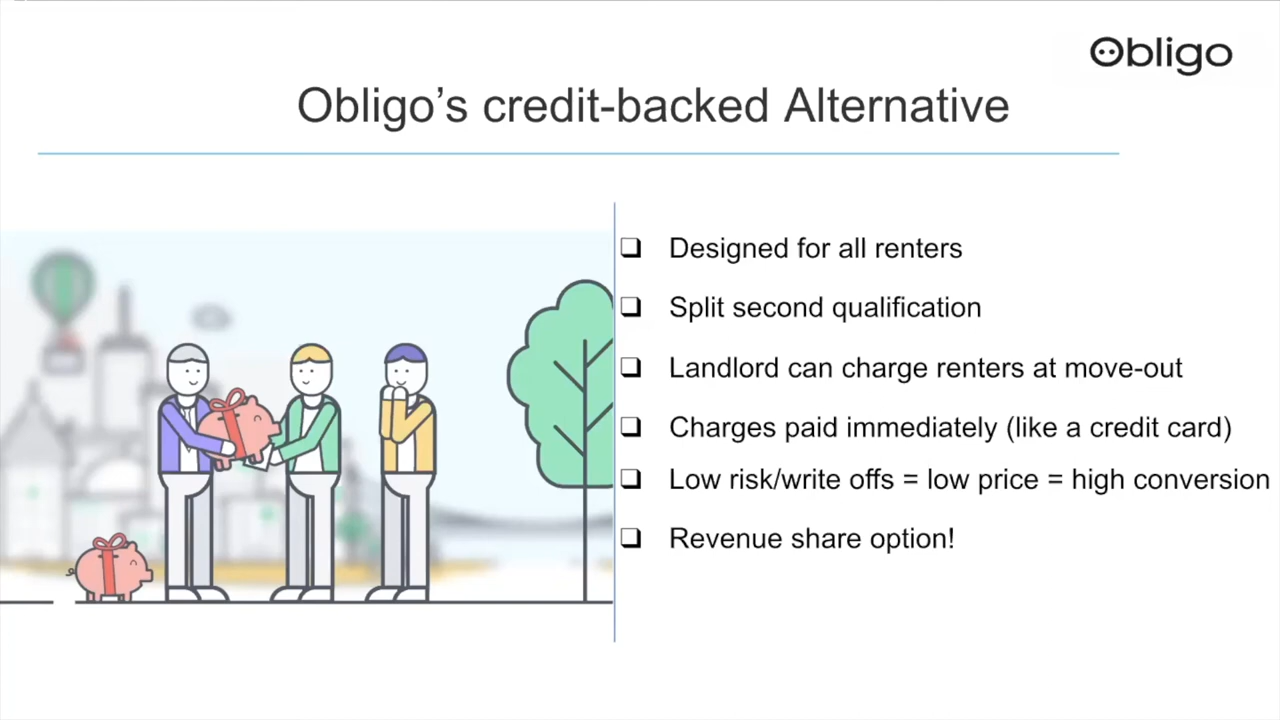 Obligo
Obligo’s credit-backed Alternative
Designed for all renters
Split second qualification
Landlord can charge renters at move-out
Charges paid immediately (like a credit card)
Low risk/write offs = low price = high conversion
Revenue share option!